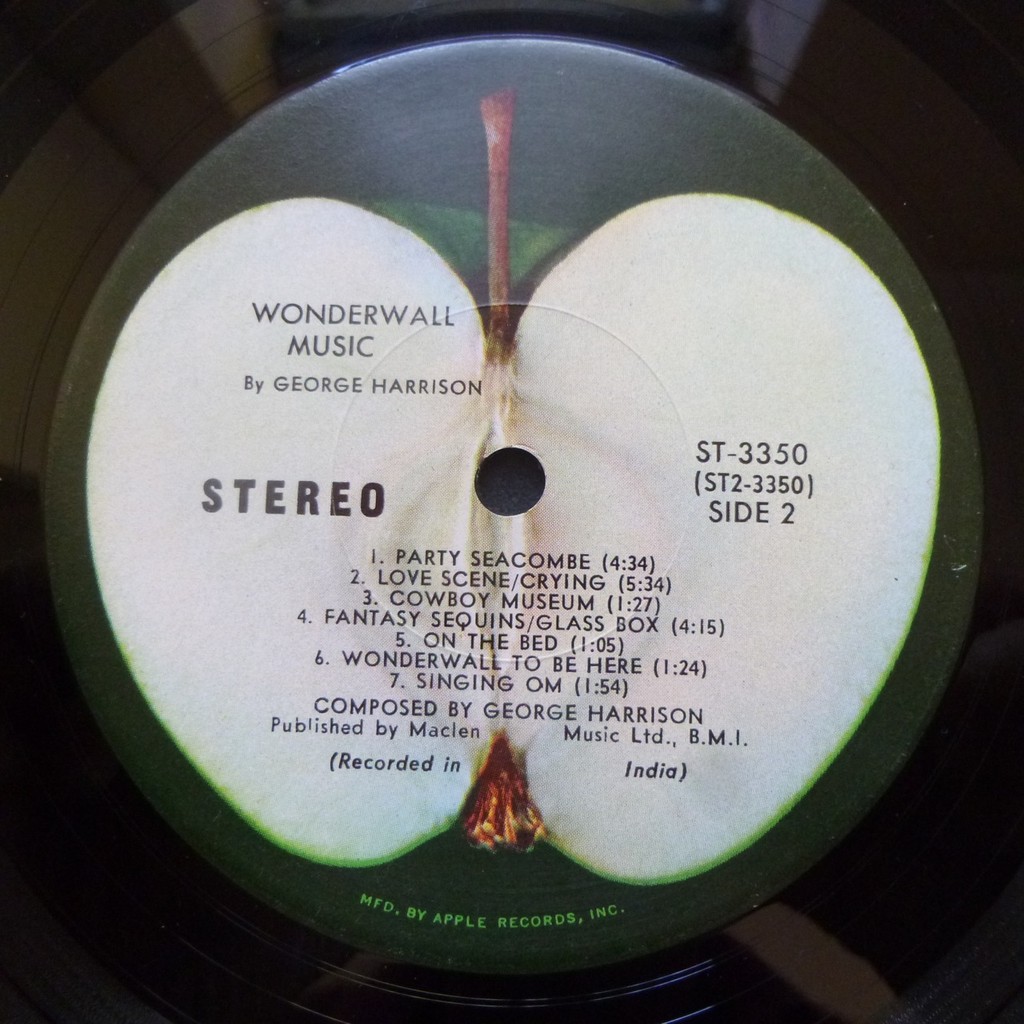 WONDERWALL
MUSIC
By GEORGE HARRISON
STEREO
ST-3350
(ST2-3350)
SIDE 2
1. PARTY SEACOMBE (4:34)
2. LOVE SCENE/CRYING (5:34)
3. COWBOY MUSEUM (1:27)
4. FANTASY SEQUINS/GLASS BOX (4:15)
5. ON THE BED (1:05)
6. WONDERWALL TO BE HERE (1:24)
7. SINGING OM (1:54)
COMPOSED BY GEORGE HARRISON
Published by Maclen Music Ltd., B.M.I.
(Recorded in India)
MFD. BY APPLE RECORDS, INC.